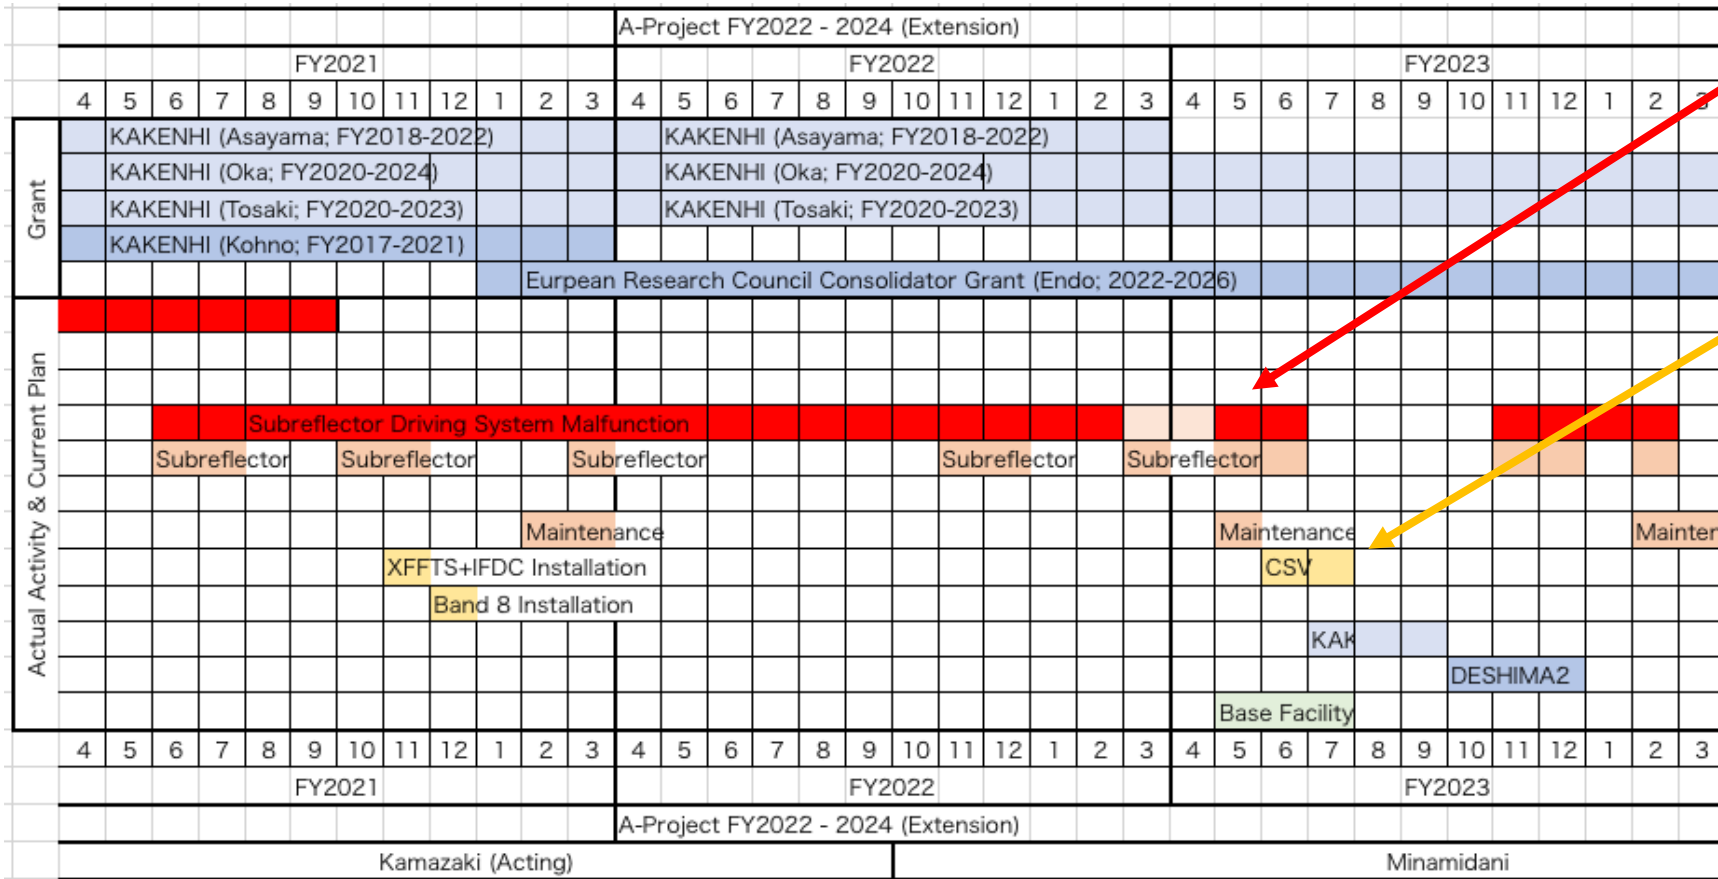 A-Project FY2022 - 2024 (Extension)
FY2021 FY2022 FY2023
4 5 6 7 8 9 10 11 12 1 2 3 4 5 6 7 8 9 10 11 12 1 2 3 4 5 6 7 8 9 10 11 12 1 2 3
Grant
KAKENHI (Asayama; FY2018-2022) KAKENHI (Asayama; FY2018-2022)
KAKENHI (Oka; FY2020-2024) KAKENHI (Oka; FY2020-2024)
KAKENHI (Tosaki; FY2020-2023) KAKENHI (Tosaki; FY2020-2023)
KAKENHI (Kohno; FY2017-2021)
Eurpean Research Council Consolidator Grant (Endo; 2022-2026)
Actual Activity & Current Plan
Subreflector Driving System Malfunction
Subreflector Subreflector Subreflector Subreflector Subreflector
Maintenance Maintenance Mainten
XFFTS+IFDC Installation CSV
Band 8 Installation
KAK
DESHIMA2
Base Facility
4 5 6 7 8 9 10 11 12 1 2 3 4 5 6 7 8 9 10 11 12 1 2 3 4 5 6 7 8 9 10 11 12 1 2 3
FY2021 FY2022 FY2023
A-Project FY2022 - 2024 (Extension)
Kamazaki (Acting) Minamidani